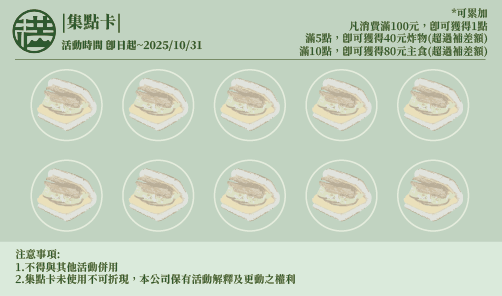 滿
|集點卡|
活動時間 即日起~2025/10/31
*可累加
凡消費滿100元，即可獲得1點
滿5點，即可獲得40元炸物(超過補差額)
滿10點，即可獲得80元主食(超過補差額)
注意事項:
1.不得與其他活動併用
2.集點卡未使用不可折現，本公司保有活動解釋及更動之權利